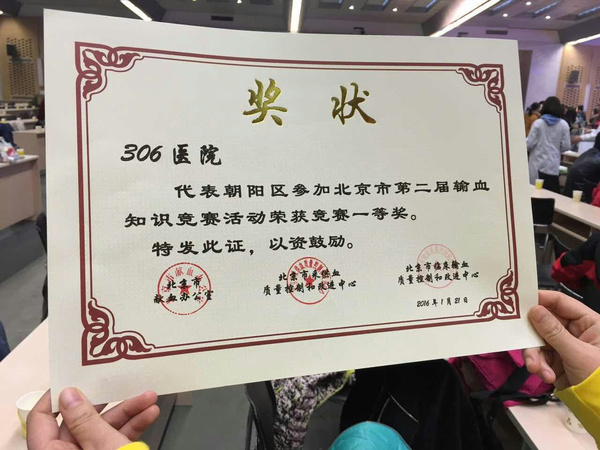 奖状
306医院
代表朝阳区参加北京市第二届输血
知识竞赛活动荣获竞赛一等奖。
特发此证，以资鼓励。
北京市
献血办公室
北京市采供血
质量控制和改进中心
北京市临床输血
质量控制和改进中心
2016年1月21日